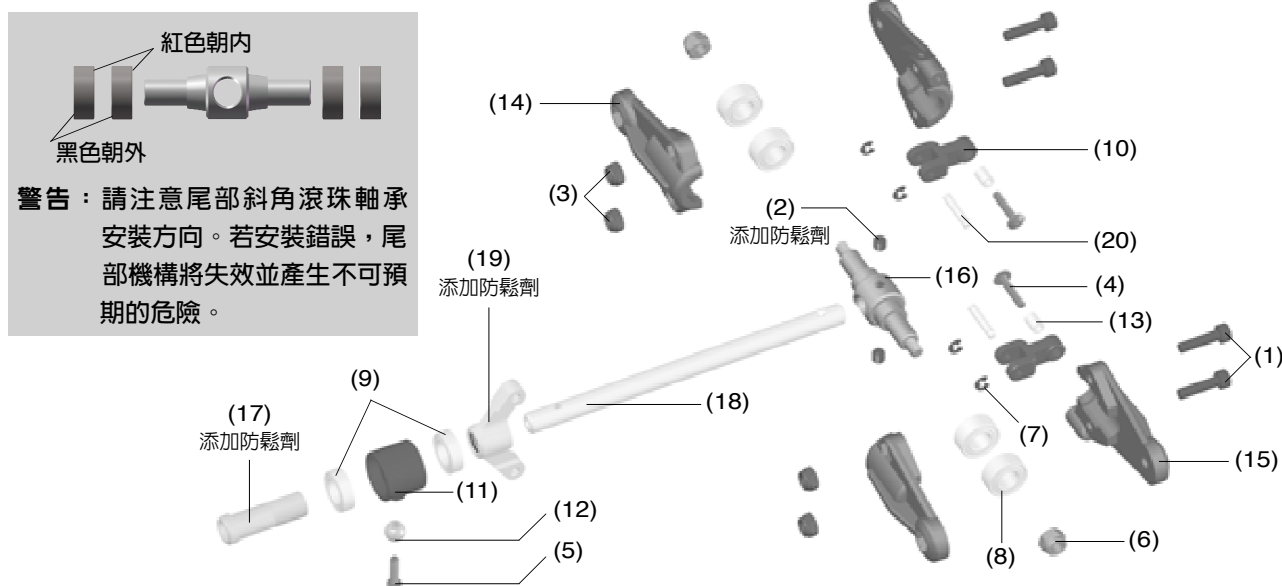 紅色朝內
黑色朝外
警告：請注意尾部斜角滾珠軸承
安裝方向。若安裝錯誤，尾
部機構將失效並產生不可預
期的危險。
(14)
(3)
(10)
(2)
添加防鬆劑
(20)
(16)
(4)
(13)
(1)
(19)
添加防鬆劑
(9)
(17)
添加防鬆劑
(18)
(7)
(15)
(11)
(12)
(5)
(8)
(6)